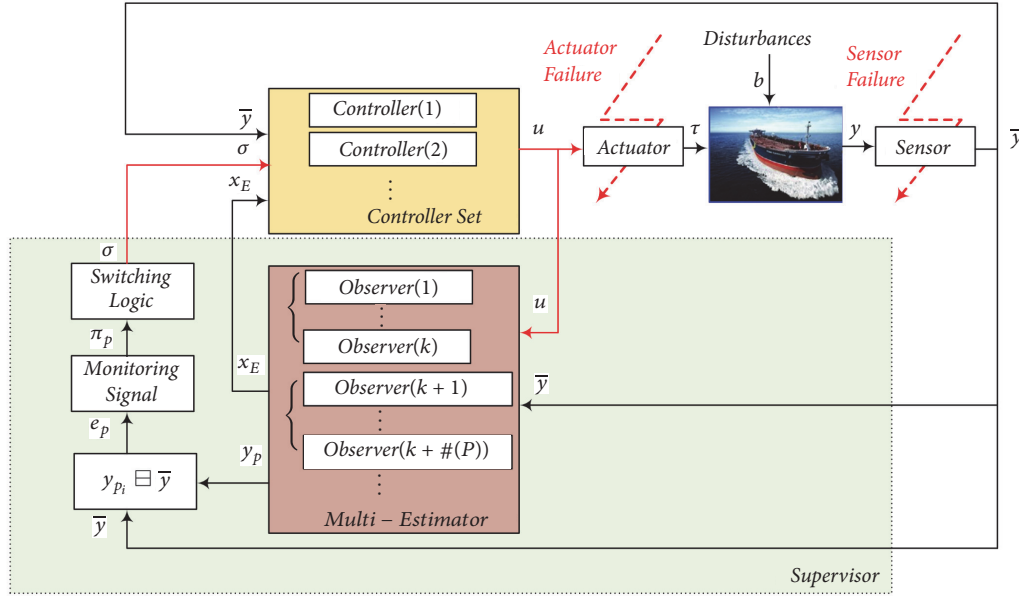 Actuator
Failure
Disturbances
Sensor
Failure
b
y̅
Controller(1)
u
τ
y
y̅
σ
Controller(2)
Actuator
Sensor
x_E
⋮
Controller Set
σ
Switching
Logic
Observer(1)
⋮
u
π_p
Observer(k)
x_E
Monitoring
Signal
Observer(k + 1)
y̅
⋮
e_p
Observer(k + #(P))
y_p
y_{p_i} ⊟ y̅
⋮
y̅
Multi – Estimator
Supervisor